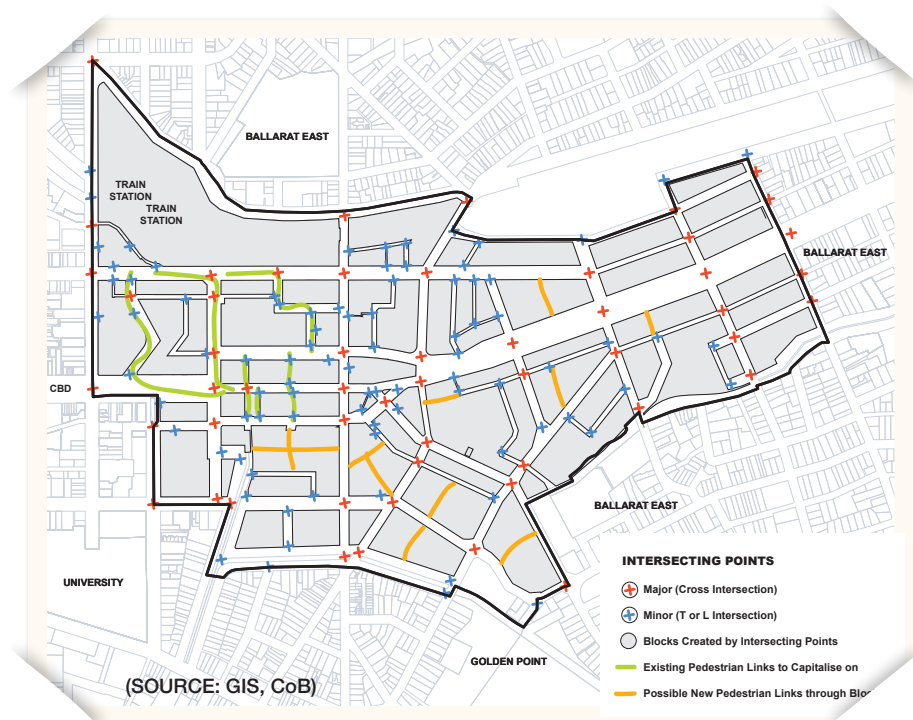 BALLARAT EAST
TRAIN
STATION
TRAIN
STATION
BALLARAT EAST
CBD
BALLARAT EAST
UNIVERSITY
GOLDEN POINT
(SOURCE: GIS, CoB)
INTERSECTING POINTS
Major (Cross Intersection)
Minor (T or L Intersection)
Blocks Created by Intersecting Points
Existing Pedestrian Links to Capitalise on
Possible New Pedestrian Links through Bloc